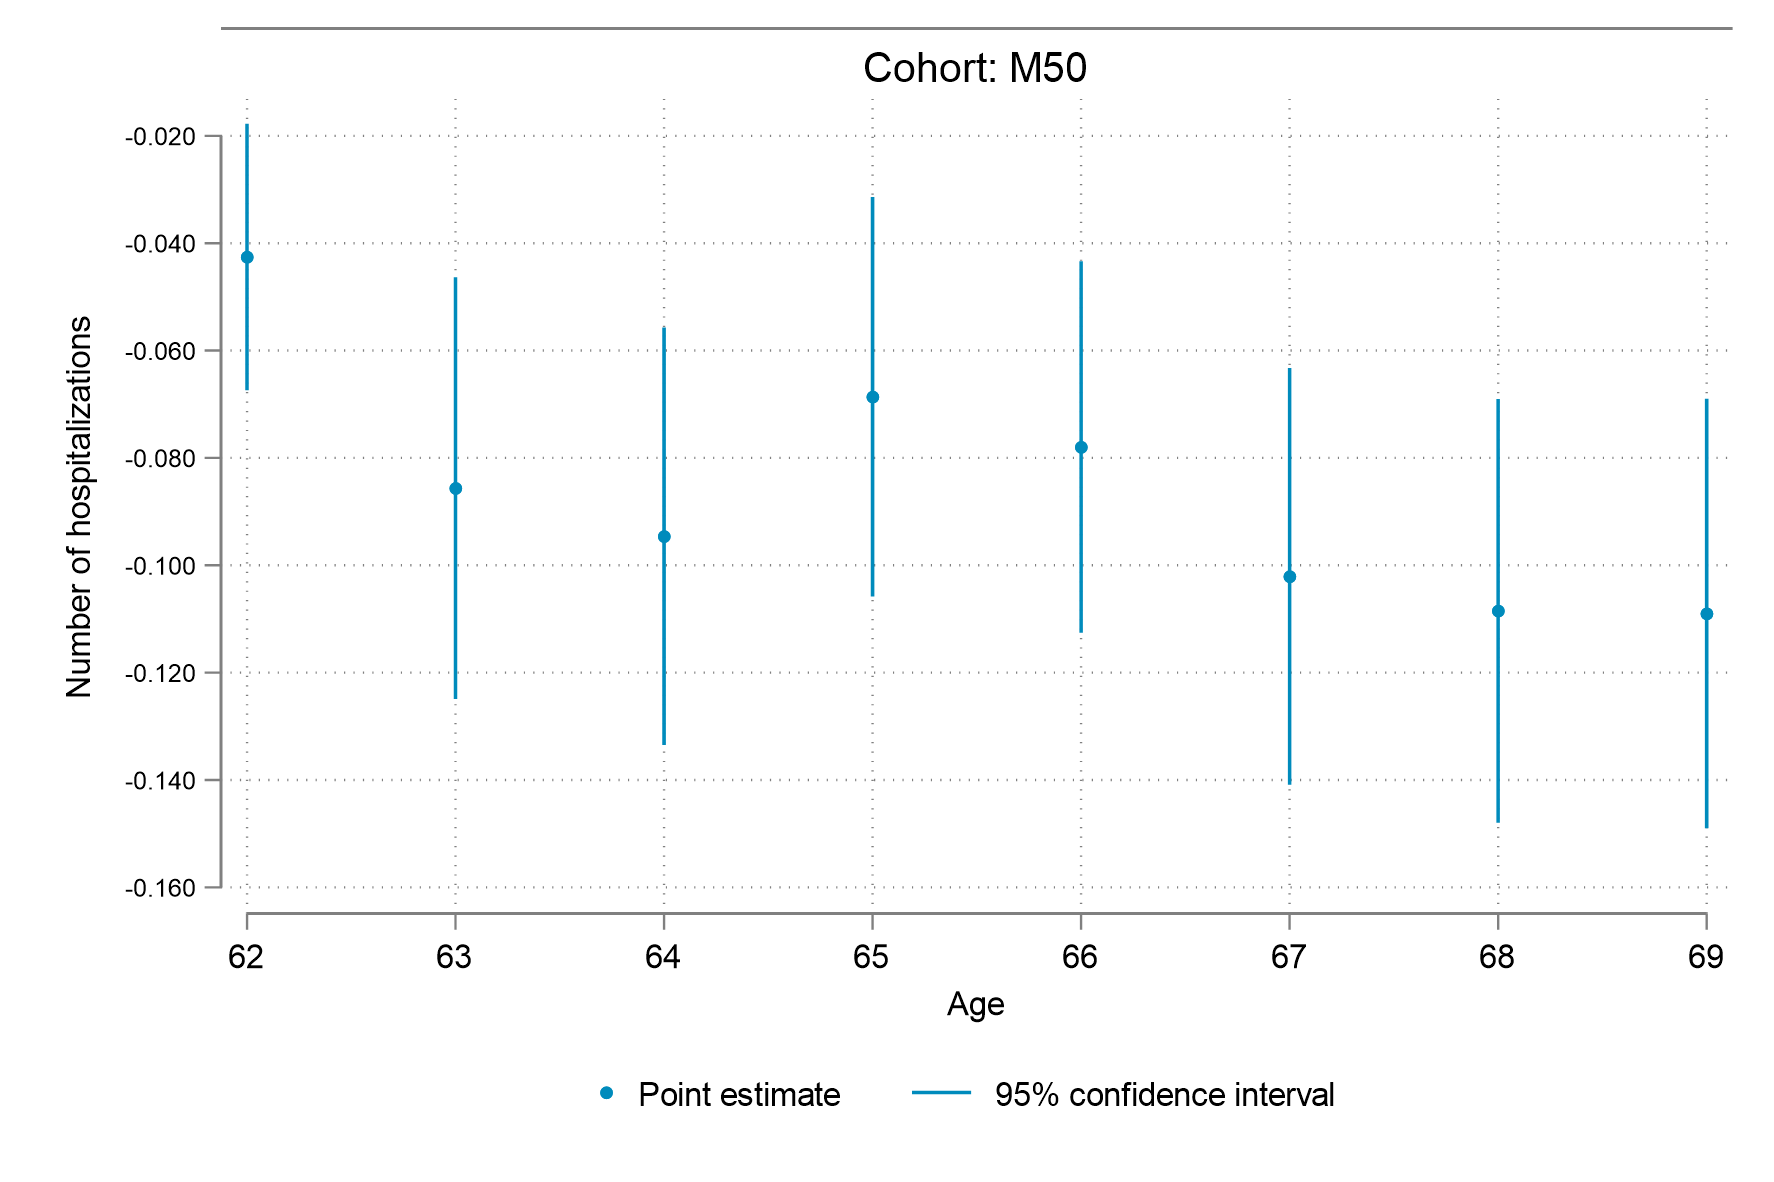 Cohort: M50
-0.020
-0.040
-0.060
-0.080
-0.100
-0.120
-0.140
-0.160
Number of hospitalizations
62 63 64 65 66 67 68 69
Age
Point estimate 95% confidence interval